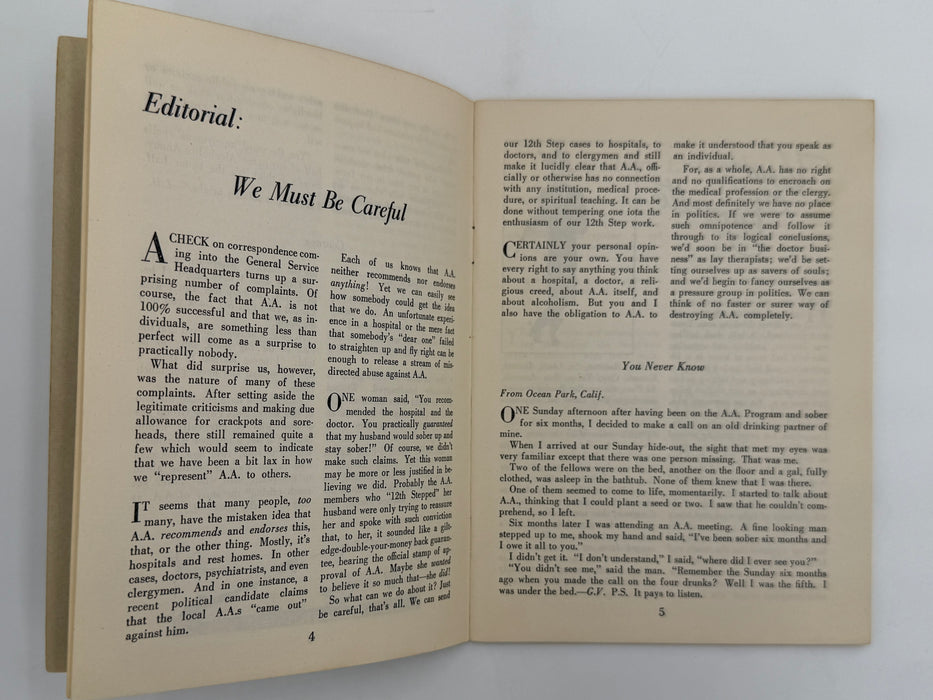 Editorial:
We Must Be Careful
A CHECK on correspondence com-
ing into the General Service
Headquarters turns up a sur-
prising number of complaints. Of
course, the fact that A.A. is not
100% successful and that we, as in-
dividuals, are something less than
perfect will come as a surprise to
practically nobody.
What did surprise us, however,
was the nature of many of these
complaints. After setting aside the
legitimate criticisms and making due
allowance for crackpots and sore-
heads, there still remained quite a
few which would seem to indicate
that we have been a bit lax in how
we "represent" A.A. to others.
IT seems that many people, too
many, have the mistaken idea that
A.A. recommends and endorses this,
that, or the other thing. Mostly, it's
hospitals and rest homes. In other
cases, doctors, psychiatrists, and even
clergymen. And in one instance, a
recent political candidate claims
that the local A.A.s "came out"
against him.
Each of us knows that A.A.
neither recommends nor endorses
anything! Yet we can easily see
how somebody could get the idea
that we do. An unfortunate experi-
ence in a hospital or the mere fact
that somebody's "dear one" failed
to straighten up and fly right can be
enough to release a stream of mis-
directed abuse against A.A.
ONE woman said, "You recom-
mended the hospital and the
doctor. You practically guaranteed
that my husband would sober up and
stay sober!" Of course, we didn't
make such claims. Yet this woman
may be more or less justified in be-
lieving we did. Probably the A.A.
members who "12th Stepped" her
husband were only trying to reassure
her and spoke with such conviction
that, to her, it sounded like a gilt-
edge-double-your-money back guaran-
tee, bearing the official stamp of ap-
proval of A.A. Maybe she wanted
to believe it so much that—she did!
So what can we do about it? Just
be careful, that's all. We can send
4
our 12th Step cases to hospitals, to
doctors, and to clergymen and still
make it lucidly clear that A.A., offi-
cially or otherwise has no connection
with any institution, medical proce-
dure, or spiritual teaching. It can be
done without tempering one iota the
enthusiasm of our 12th Step work.
CERTAINLY your personal opin-
ions are your own. You have
every right to say anything you think
about a hospital, a doctor, a reli-
gious creed, about A.A. itself, and
about alcoholism. But you and I
also have the obligation to A.A. to
make it understood that you speak as
an individual.
For, as a whole, A.A. has no right
and no qualifications to encroach on
the medical profession or the clergy.
And most definitely we have no place
in politics. If we were to assume
such omnipotence and follow it
through to its logical conclusions,
we'd soon be in "the doctor busi-
ness" as lay therapists; we'd be set-
ting ourselves up as savers of souls;
and we'd begin to fancy ourselves as
a pressure group in politics. We can
think of no faster or surer way of
destroying A.A. completely.
You Never Know
From Ocean Park, Calif.
ONE Sunday afternoon after having been on the A.A. Program and sober
for six months, I decided to make a call on an old drinking partner of
mine.
When I arrived at our Sunday hide-out, the sight that met my eyes was
very familiar except that there was one person missing. That was me.
Two of the fellows were on the bed, another on the floor and a gal, fully
clothed, was asleep in the bathtub. None of them knew that I was there.
One of them seemed to come to life, momentarily. I started to talk about
A.A., thinking that I could plant a seed or two. I saw that he couldn't com-
prehend, so I left.
Six months later I was attending an A.A. meeting. A fine looking man
stepped up to me, shook my hand and said, "I've been sober six months and
I owe it all to you."
I didn't get it. "I don't understand," I said, "where did I ever see you?"
"You didn't see me," said the man. "Remember the Sunday six months
ago when you made the call on the four drunks? Well I was the fifth. I
was under the bed.—G.V. P.S. It pays to listen.
5